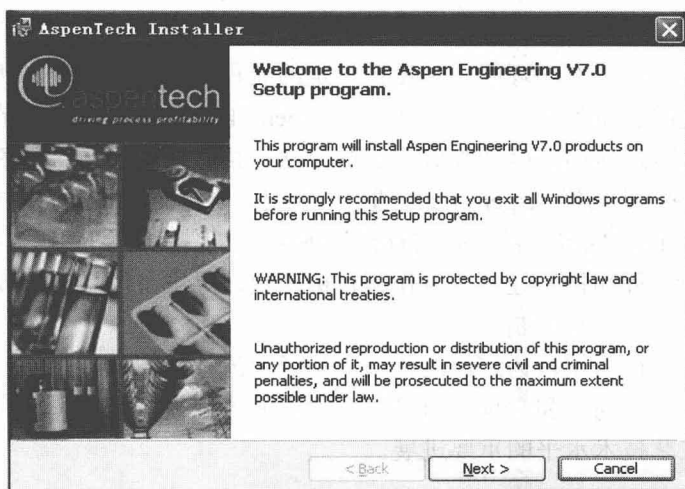 AspenTech Installer
aspentech
driving process profitability
Welcome to the Aspen Engineering V7.0
Setup program.
This program will install Aspen Engineering V7.0 products on
your computer.
It is strongly recommended that you exit all Windows programs
before running this Setup program.
WARNING: This program is protected by copyright law and
international treaties.
Unauthorized reproduction or distribution of this program, or
any portion of it, may result in severe civil and criminal
penalties, and will be prosecuted to the maximum extent
possible under law.
< Back
Next >
Cancel